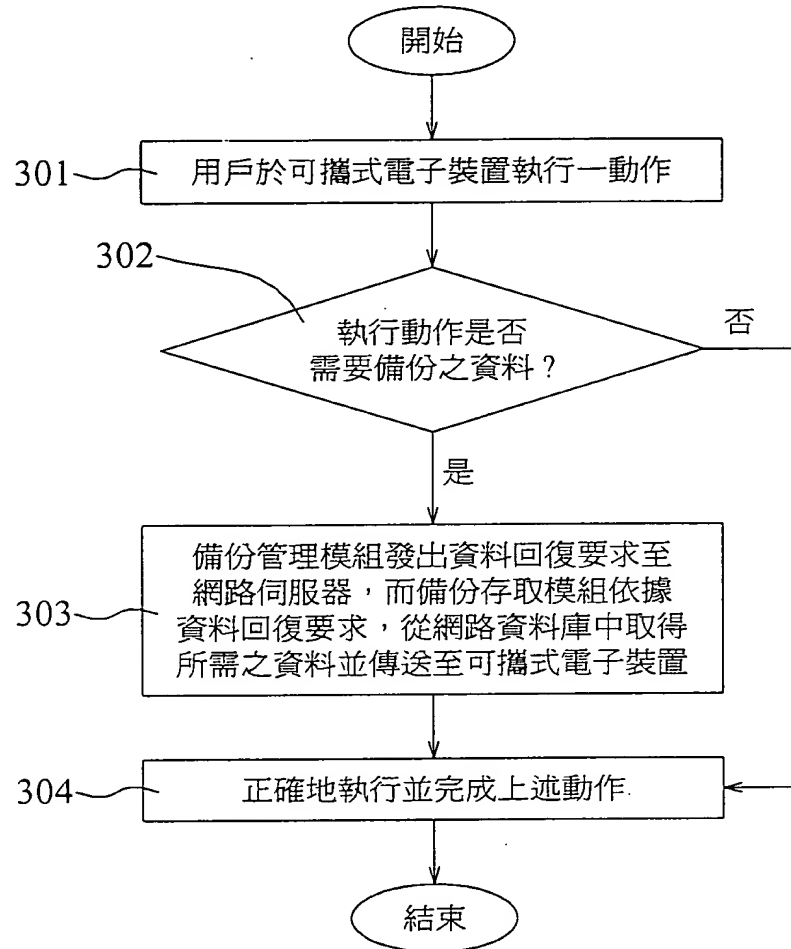 開始
301
用戶於可攜式電子裝置執行一動作
302
執行動作是否
需要備份之資料？
否
是
303
備份管理模組發出資料回復要求至
網路伺服器，而備份存取模組依據
資料回復要求，從網路資料庫中取得
所需之資料並傳送至可攜式電子裝置
304
正確地執行並完成上述動作
結束